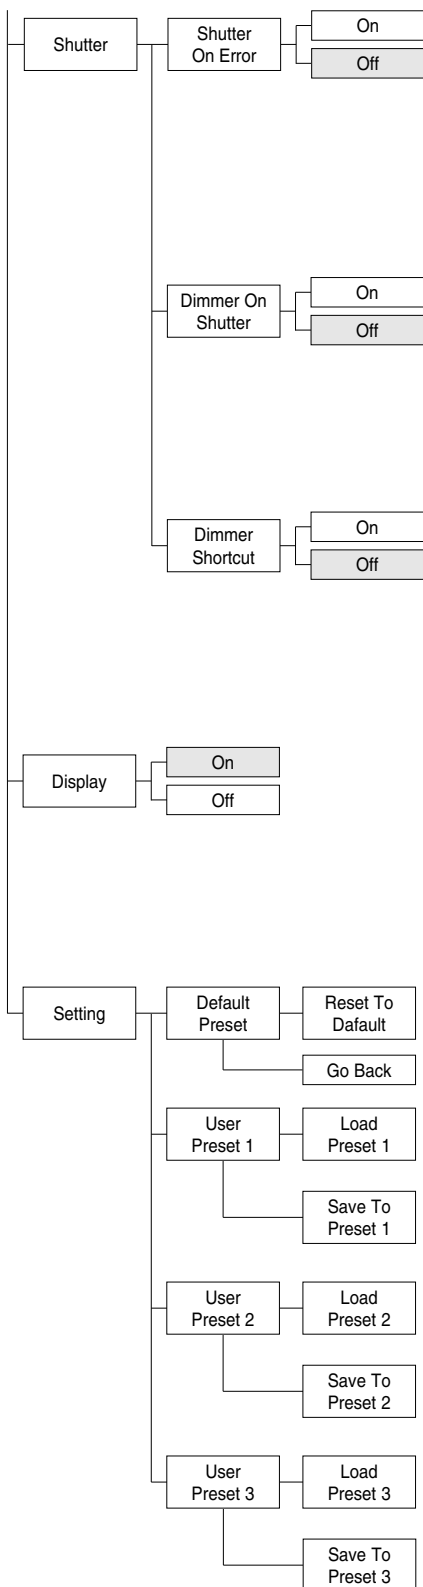 Shutter
Shutter
On Error
On
Off
Dimmer On
Shutter
On
Off
Dimmer
Shortcut
On
Off
Display
On
Off
Setting
Default
Preset
Reset To
Dafault
Go Back
User
Preset 1
Load
Preset 1
Save To
Preset 1
User
Preset 2
Load
Preset 2
Save To
Preset 2
User
Preset 3
Load
Preset 3
Save To
Preset 3